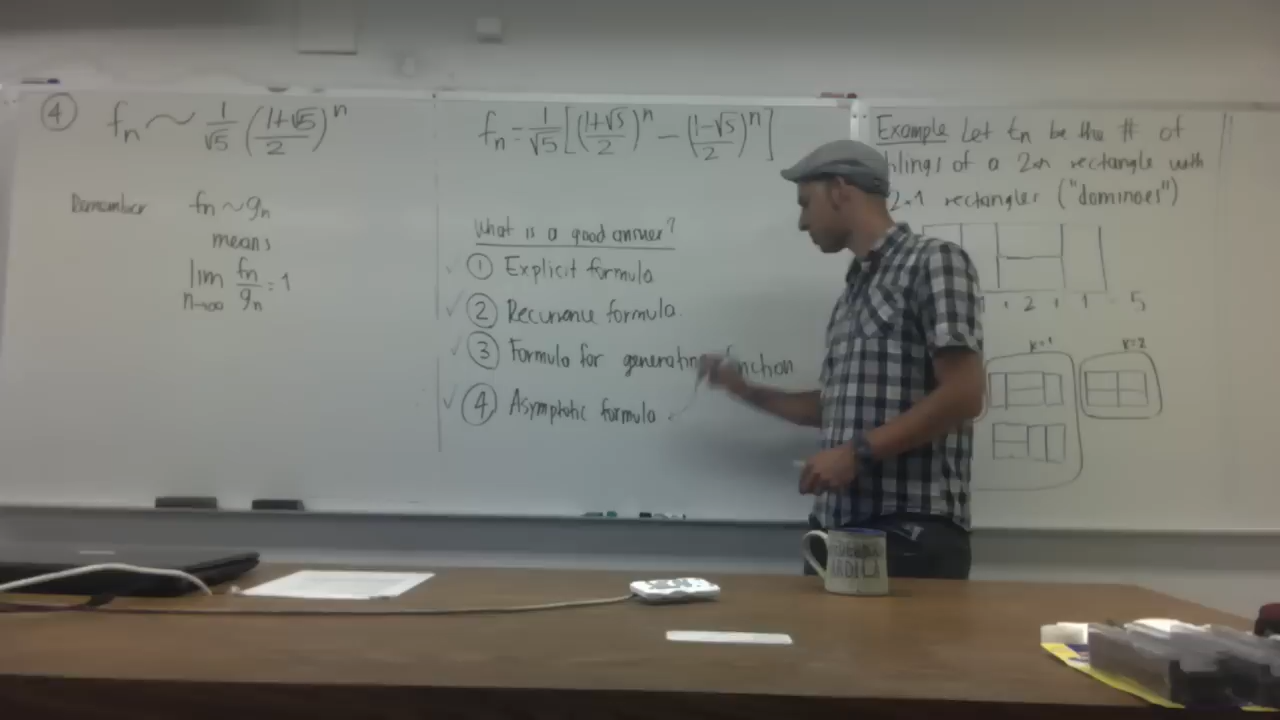 ④ fn ~ 1/√5 ((1+√5)/2)^n
Remember fn ~ gn
means
lim n→∞ fn/gn = 1
fn = 1/√5 [((1+√5)/2)^n − ((1−√5)/2)^n]
What is a good answer?
✓ ① Explicit formula
✓ ② Recurrence formula.
✓ ③ Formula for generating function
✓ ④ Asymptotic formula
Example Let tn be the # of
tilings of a 2×n rectangle with
2×1 rectangles ("dominoes")
1 + 2 + 1 = 5
k=1 k=2